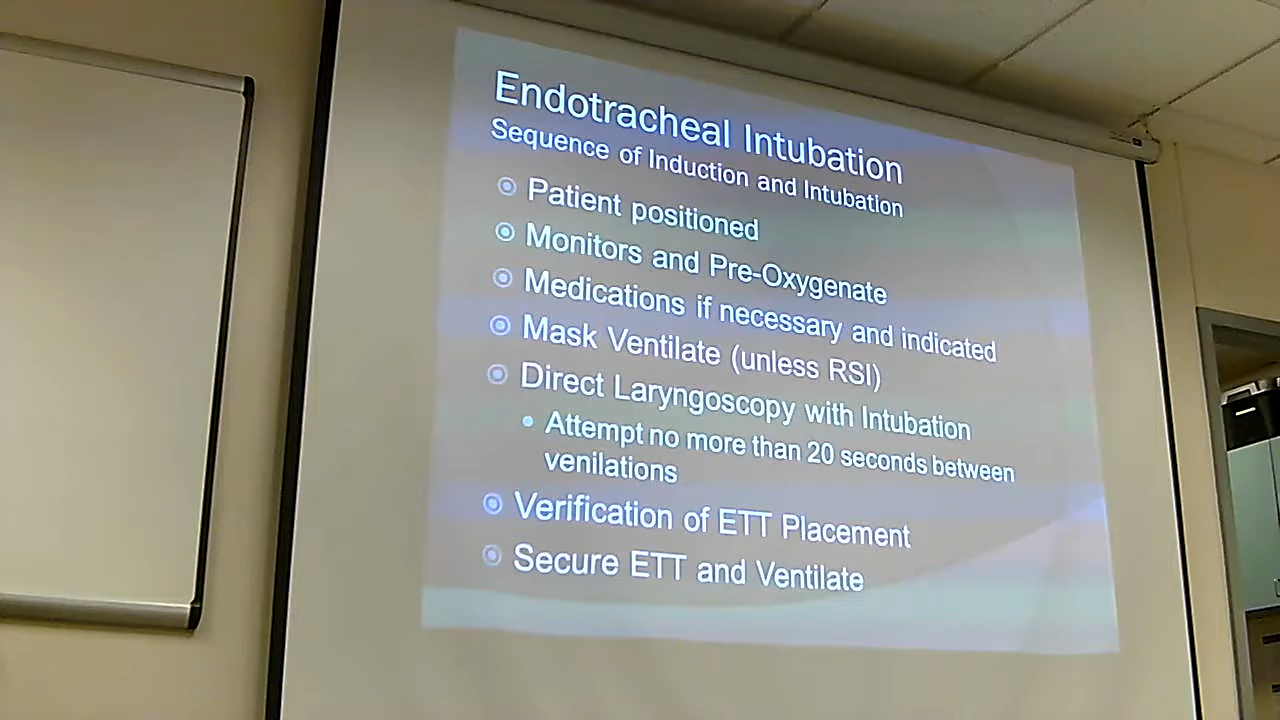 Endotracheal Intubation
Sequence of Induction and Intubation
Patient positioned
Monitors and Pre-Oxygenate
Medications if necessary and indicated
Mask Ventilate (unless RSI)
Direct Laryngoscopy with Intubation
Attempt no more than 20 seconds between
venilations
Verification of ETT Placement
Secure ETT and Ventilate